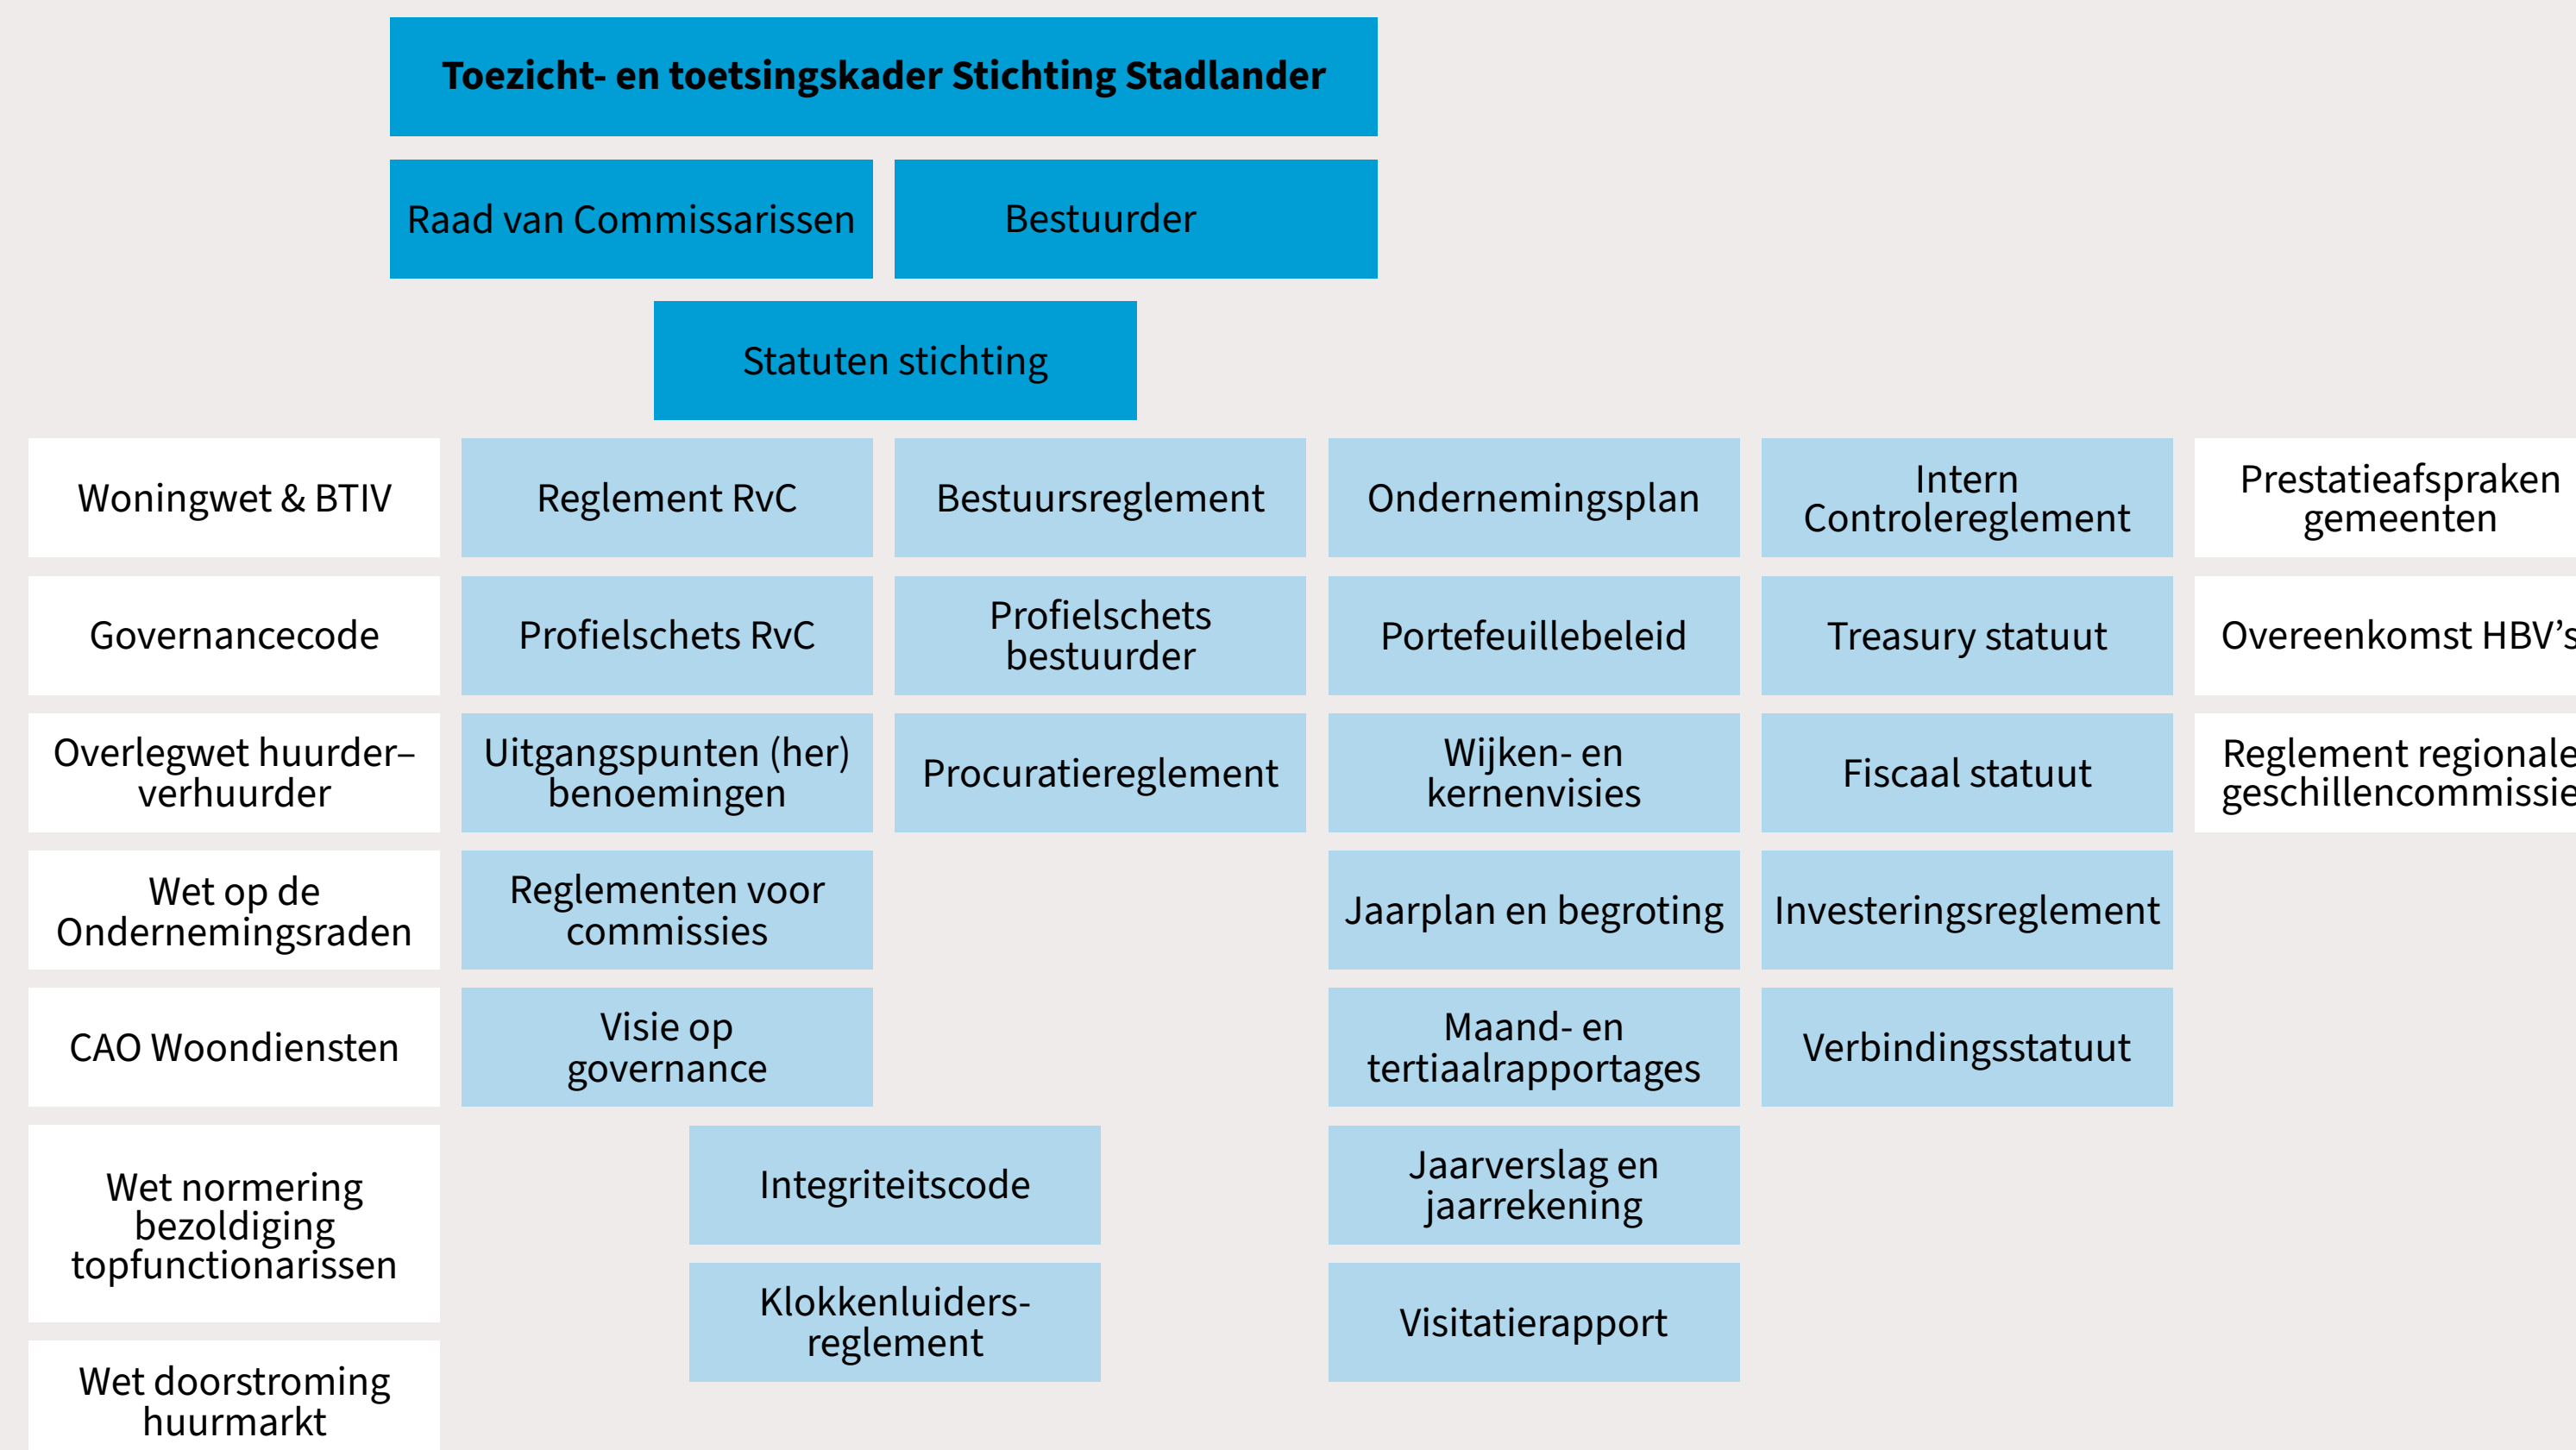 Toezicht- en toetsingskader Stichting Stadlander
Raad van Commissarissen
Bestuurder
Statuten stichting
Woningwet & BTIV
Reglement RvC
Bestuursreglement
Ondernemingsplan
Intern
Controlereglement
Prestatieafspraken
gemeenten
Governancecode
Profielschets RvC
Profielschets
bestuurder
Portefeuillebeleid
Treasury statuut
Overeenkomst HBV’s
Overlegwet huurder–
verhuurder
Uitgangspunten (her)
benoemingen
Procuratiereglement
Wijken- en
kernenvisies
Fiscaal statuut
Reglement regionale
geschillencommissie
Wet op de
Ondernemingsraden
Reglementen voor
commissies
Jaarplan en begroting
Investeringsreglement
CAO Woondiensten
Visie op
governance
Maand- en
tertiaalrapportages
Verbindingsstatuut
Wet normering
bezoldiging
topfunctionarissen
Integriteitscode
Jaarverslag en
jaarrekening
Klokkenluiders-
reglement
Visitatierapport
Wet doorstroming
huurmarkt